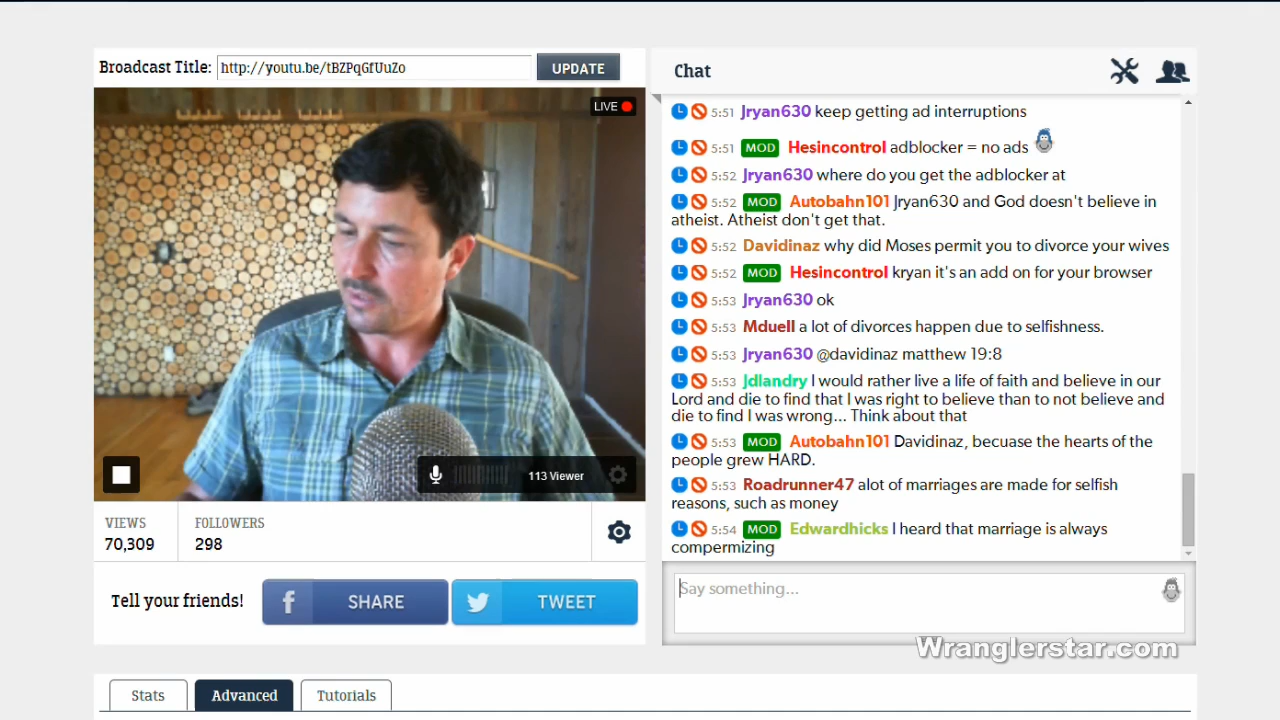 Broadcast Title: http://youtu.be/tBZPqGfUuZo UPDATE
LIVE
113 Viewer
VIEWS
70,309
FOLLOWERS
298
Tell your friends! SHARE TWEET
Chat
5:51 Jryan630 keep getting ad interruptions
5:51 MOD Hesincontrol adblocker = no ads
5:52 Jryan630 where do you get the adblocker at
5:52 MOD Autobahn101 Jryan630 and God doesn't believe in
atheist. Atheist don't get that.
5:52 Davidinaz why did Moses permit you to divorce your wives
5:52 MOD Hesincontrol kryan it's an add on for your browser
5:53 Jryan630 ok
5:53 Mduell a lot of divorces happen due to selfishness.
5:53 Jryan630 @davidinaz matthew 19:8
5:53 Jdlandry I would rather live a life of faith and believe in our
Lord and die to find that I was right to believe than to not believe and
die to find I was wrong... Think about that
5:53 MOD Autobahn101 Davidinaz, becuase the hearts of the
people grew HARD.
5:53 Roadrunner47 alot of marriages are made for selfish
reasons, such as money
5:54 MOD Edwardhicks I heard that marriage is always
compermizing
Say something...
Wranglerstar.com
Stats Advanced Tutorials